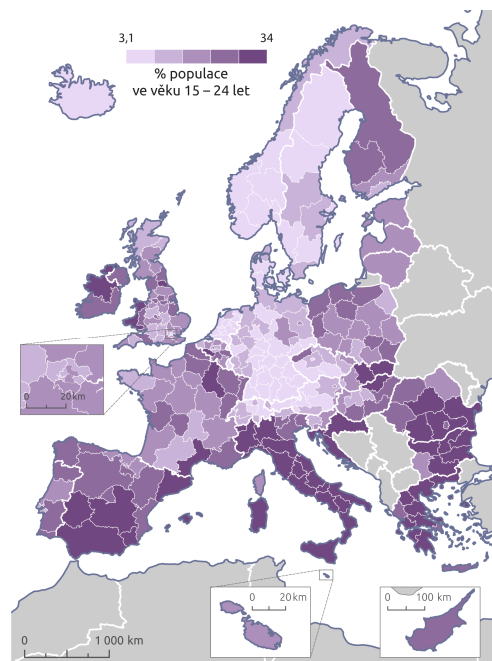 3,1 34
% populace
ve věku 15 – 24 let
0 20 km
0 20 km
0 100 km
0 1 000 km